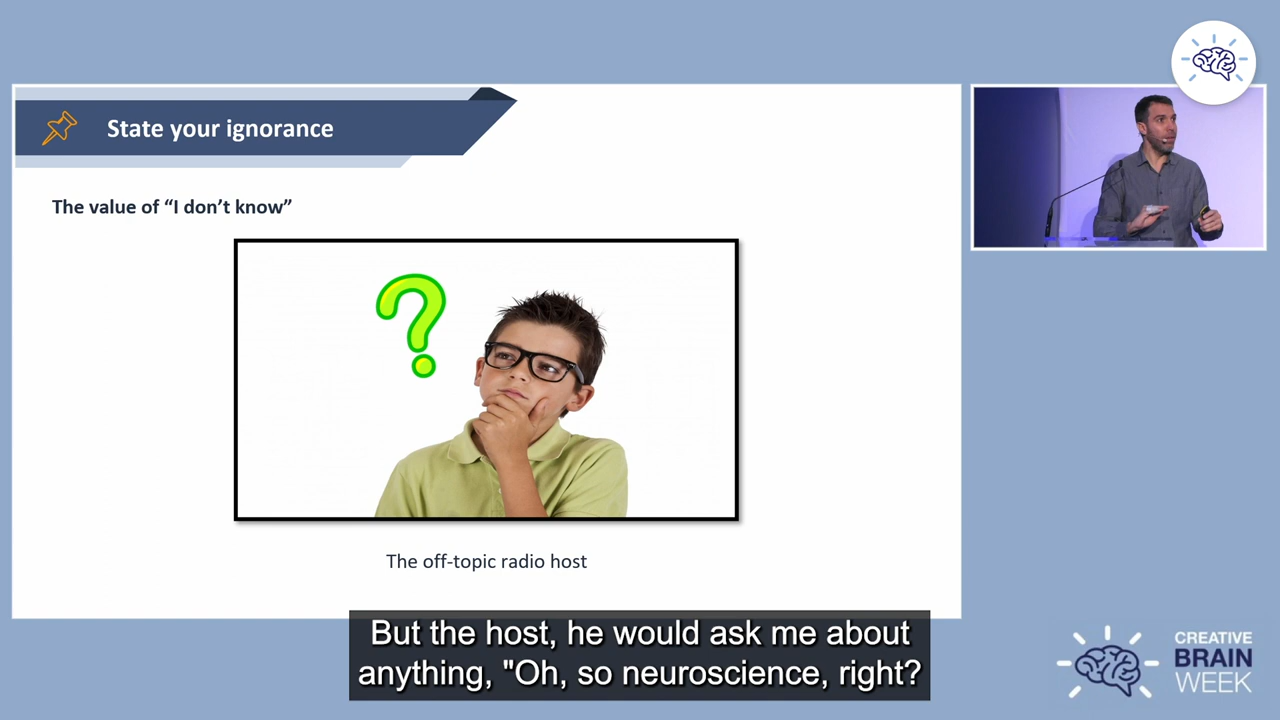 State your ignorance
The value of “I don’t know”
?
The off-topic radio host
But the host, he would ask me about
anything, "Oh, so neuroscience, right?
CREATIVE
BRAIN
WEEK